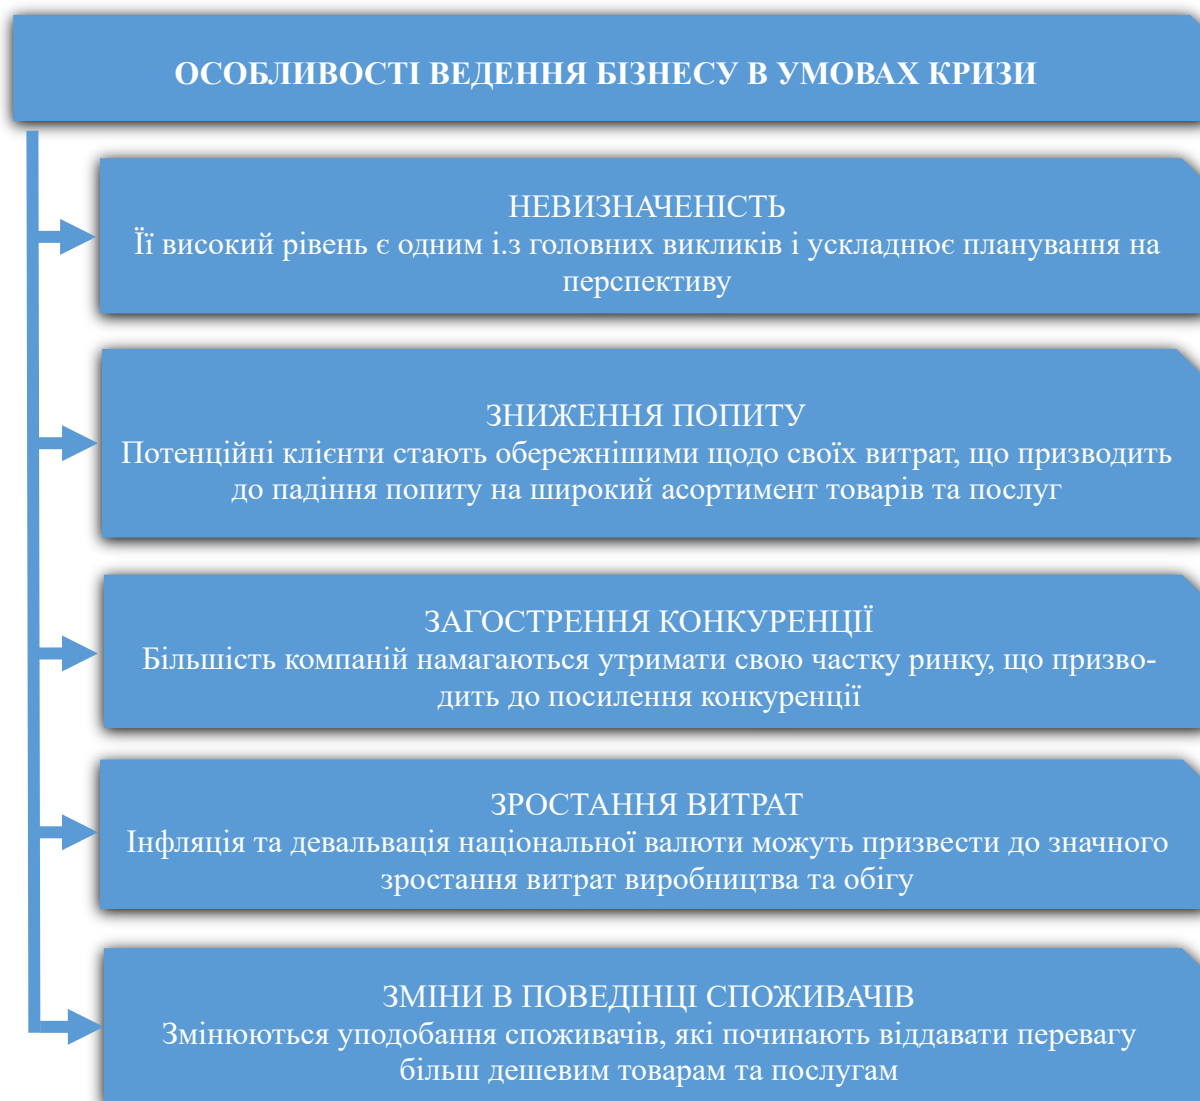 ОСОБЛИВОСТІ ВЕДЕННЯ БІЗНЕСУ В УМОВАХ КРИЗИ
НЕВИЗНАЧЕНІСТЬ
Її високий рівень є одним і.з головних викликів і ускладнює планування на
перспективу
ЗНИЖЕННЯ ПОПИТУ
Потенційні клієнти стають обережнішими щодо своїх витрат, що призводить
до падіння попиту на широкий асортимент товарів та послуг
ЗАГОСТРЕННЯ КОНКУРЕНЦІЇ
Більшість компаній намагаються утримати свою частку ринку, що призво-
дить до посилення конкуренції
ЗРОСТАННЯ ВИТРАТ
Інфляція та девальвація національної валюти можуть призвести до значного
зростання витрат виробництва та обігу
ЗМІНИ В ПОВЕДІНЦІ СПОЖИВАЧІВ
Змінюються уподобання споживачів, які починають віддавати перевагу
більш дешевим товарам та послугам